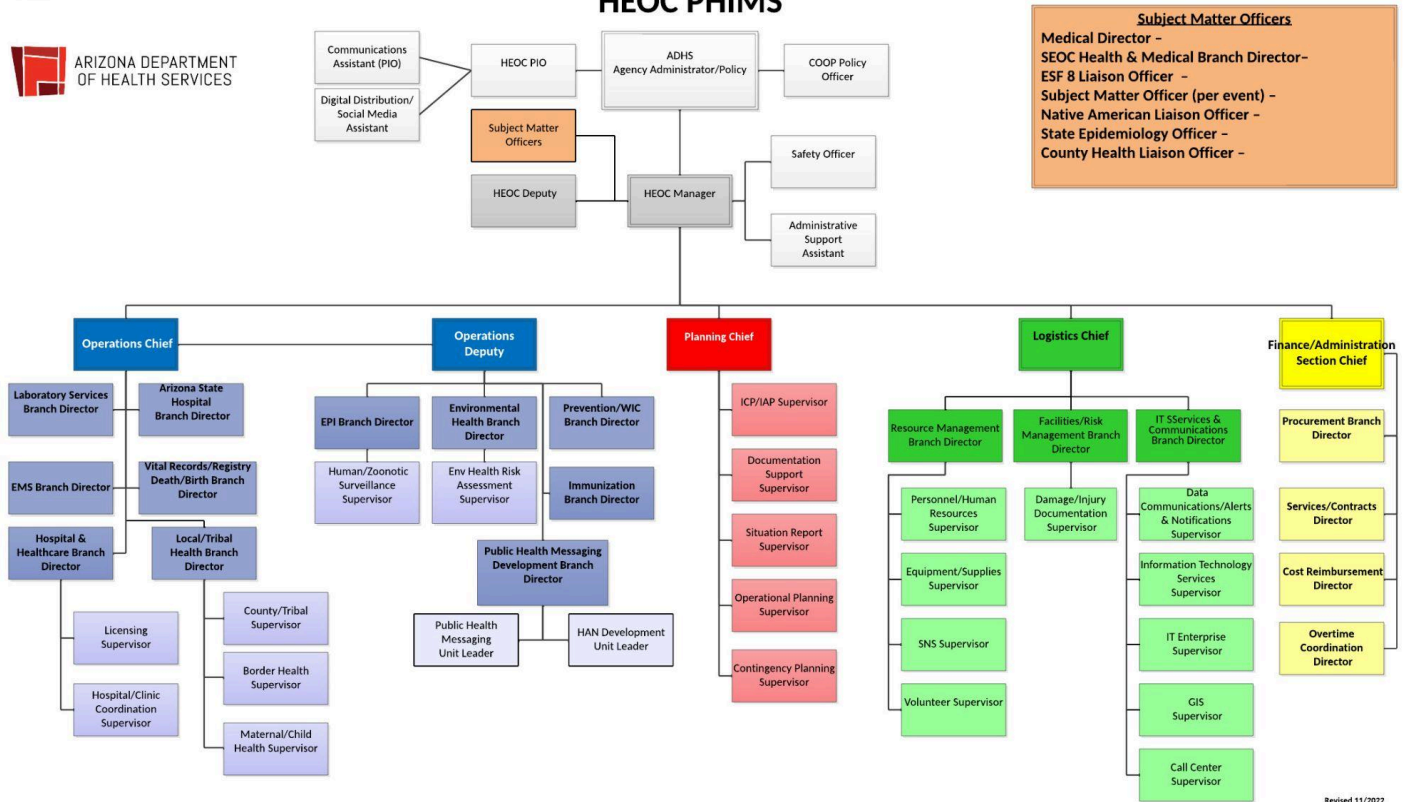 HEOC PHIMS
ARIZONA DEPARTMENT
OF HEALTH SERVICES
Communications
Assistant (PIO)
Digital Distribution/
Social Media
Assistant
HEOC PIO
ADHS
Agency Administrator/Policy
COOP Policy
Officer
Subject Matter
Officers
HEOC Deputy
HEOC Manager
Safety Officer
Administrative
Support
Assistant
Subject Matter Officers
Medical Director –
SEOC Health & Medical Branch Director–
ESF 8 Liaison Officer –
Subject Matter Officer (per event) –
Native American Liaison Officer –
State Epidemiology Officer –
County Health Liaison Officer –
Operations Chief
Operations
Deputy
Planning Chief
Logistics Chief
Finance/Administration
Section Chief
Laboratory Services
Branch Director
Arizona State
Hospital
Branch Director
EMS Branch Director
Vital Records/Registry
Death/Birth Branch
Director
Hospital &
Healthcare Branch
Director
Local/Tribal
Health Branch
Director
Licensing
Supervisor
Hospital/Clinic
Coordination
Supervisor
County/Tribal
Supervisor
Border Health
Supervisor
Maternal/Child
Health Supervisor
EPI Branch Director
Environmental
Health Branch
Director
Prevention/WIC
Branch Director
Human/Zoonotic
Surveillance
Supervisor
Env Health Risk
Assessment
Supervisor
Immunization
Branch Director
Public Health Messaging
Development Branch
Director
Public Health
Messaging
Unit Leader
HAN Development
Unit Leader
ICP/IAP Supervisor
Documentation
Support
Supervisor
Situation Report
Supervisor
Operational Planning
Supervisor
Contingency Planning
Supervisor
Resource Management
Branch Director
Facilities/Risk
Management Branch
Director
IT SServices &
Communications
Branch Director
Personnel/Human
Resources
Supervisor
Equipment/Supplies
Supervisor
SNS Supervisor
Volunteer Supervisor
Damage/Injury
Documentation
Supervisor
Data
Communications/Alerts
& Notifications
Supervisor
Information Technology
Services
Supervisor
IT Enterprise
Supervisor
GIS
Supervisor
Call Center
Supervisor
Procurement Branch
Director
Services/Contracts
Director
Cost Reimbursement
Director
Overtime
Coordination
Director
Revised 11/2022